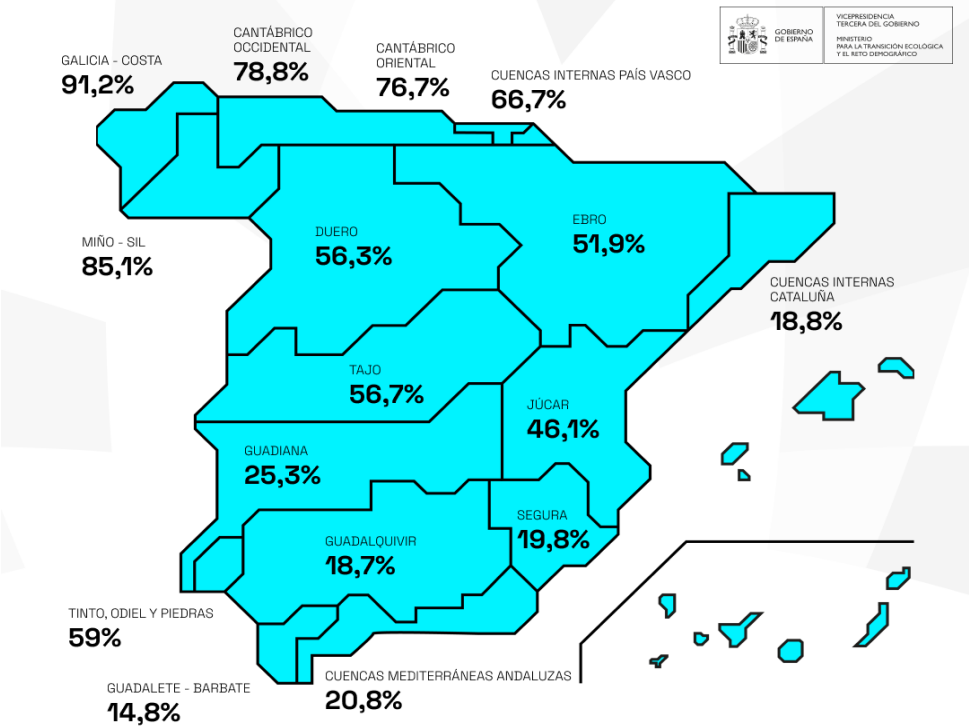 VICEPRESIDENCIA
TERCERA DEL GOBIERNO
GOBIERNO
DE ESPAÑA
MINISTERIO
PARA LA TRANSICIÓN ECOLÓGICA
Y EL RETO DEMOGRÁFICO
GALICIA - COSTA
91,2%
CANTÁBRICO
OCCIDENTAL
78,8%
CANTÁBRICO
ORIENTAL
76,7%
CUENCAS INTERNAS PAÍS VASCO
66,7%
MIÑO - SIL
85,1%
DUERO
56,3%
EBRO
51,9%
CUENCAS INTERNAS
CATALUÑA
18,8%
TAJO
56,7%
JÚCAR
46,1%
GUADIANA
25,3%
SEGURA
19,8%
GUADALQUIVIR
18,7%
TINTO, ODIEL Y PIEDRAS
59%
GUADALETE - BARBATE
14,8%
CUENCAS MEDITERRÁNEAS ANDALUZAS
20,8%